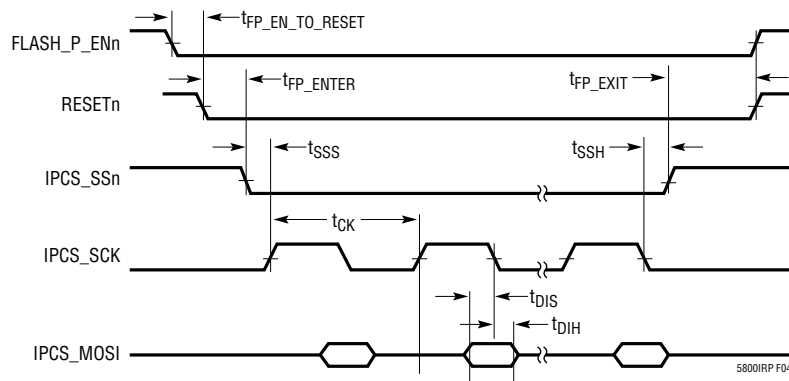 FLASH_P_ENn
tFP_EN_TO_RESET
RESETn
tFP_ENTER
tFP_EXIT
IPCS_SSn
tSSS
tSSH
IPCS_SCK
tCK
IPCS_MOSI
tDIS
tDIH
5800IRP F04